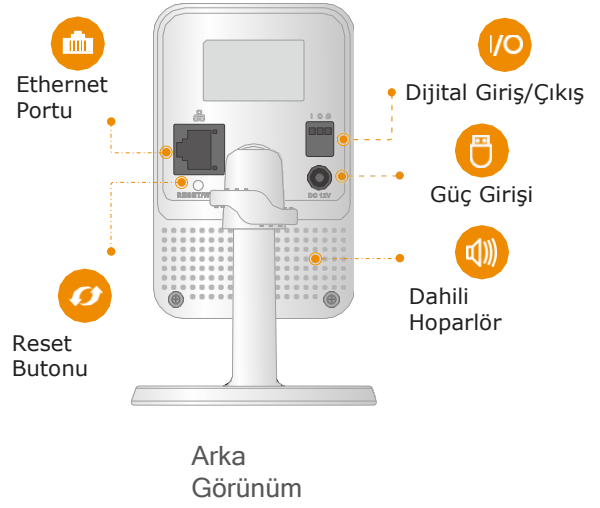 I/O
Ethernet
Portu
Dijital Giriş/Çıkış
I O G
Güç Girişi
DC 12V
Dahili
Hoparlör
Reset
Butonu
Arka
Görünüm